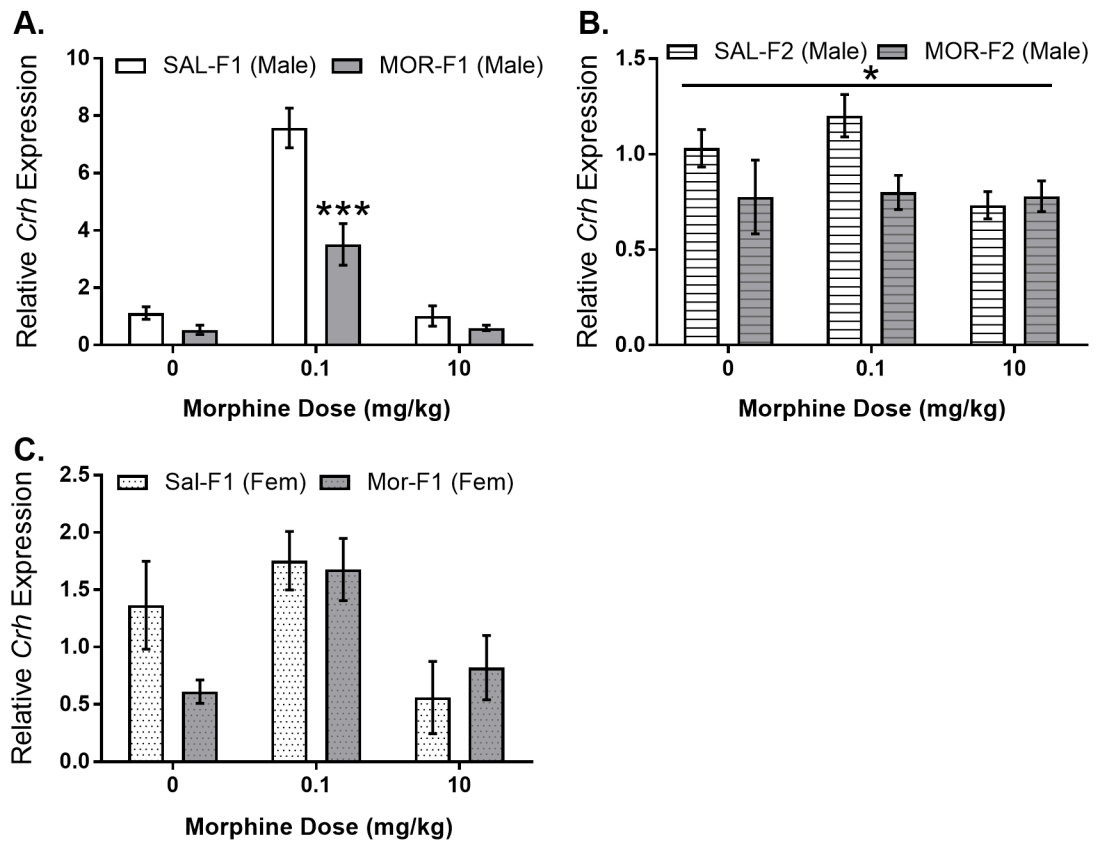 A.
SAL-F1 (Male) MOR-F1 (Male)
***
Relative Crh Expression
10
8
6
4
2
0
0 0.1 10
Morphine Dose (mg/kg)
B.
SAL-F2 (Male) MOR-F2 (Male)
*
Relative Crh Expression
1.5
1.0
0.5
0.0
0 0.1 10
Morphine Dose (mg/kg)
C.
Sal-F1 (Fem) Mor-F1 (Fem)
Relative Crh Expression
2.5
2.0
1.5
1.0
0.5
0.0
0 0.1 10
Morphine Dose (mg/kg)